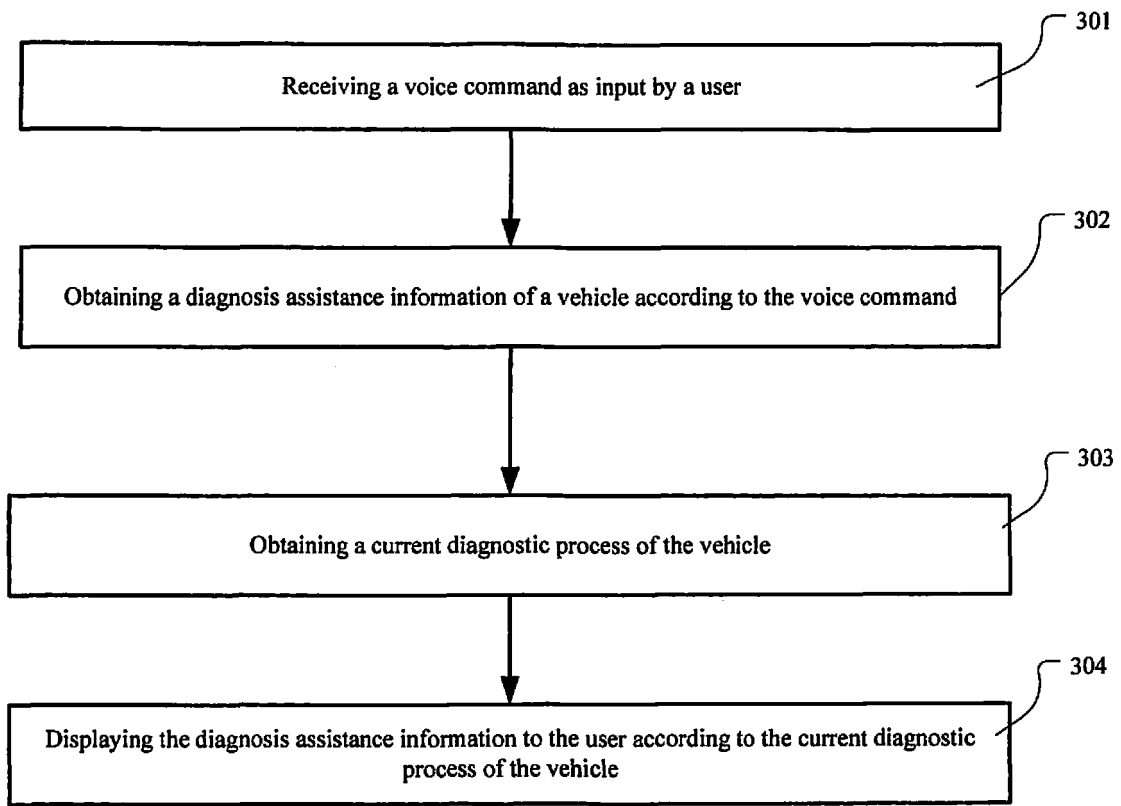 301
Receiving a voice command as input by a user
302
Obtaining a diagnosis assistance information of a vehicle according to the voice command
303
Obtaining a current diagnostic process of the vehicle
304
Displaying the diagnosis assistance information to the user according to the current diagnostic
process of the vehicle